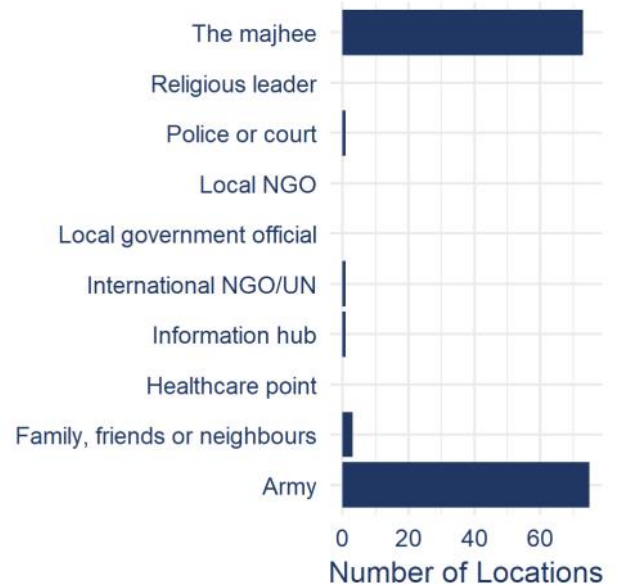 The majhee
Religious leader
Police or court
Local NGO
Local government official
International NGO/UN
Information hub
Healthcare point
Family, friends or neighbours
Army
0 20 40 60
Number of Locations